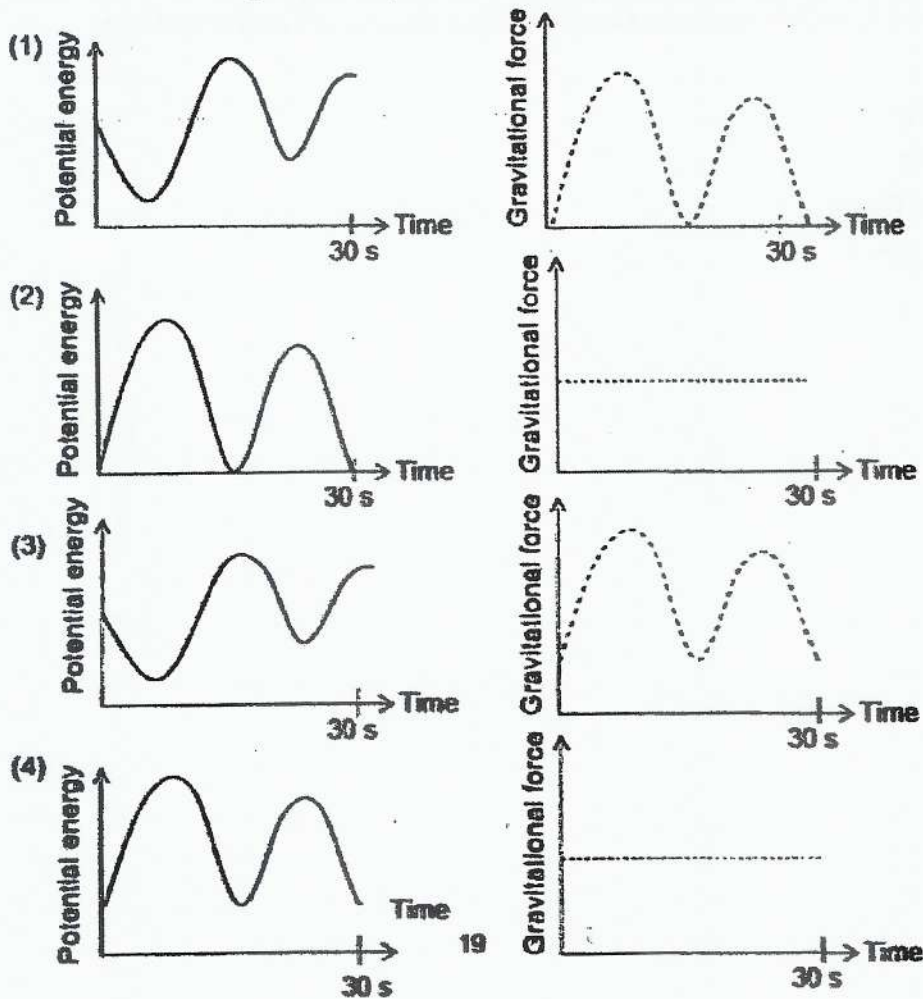 (1)
Potential energy
Time
30 s
Gravitational force
Time
30 s
(2)
Potential energy
Time
30 s
Gravitational force
Time
30 s
(3)
Potential energy
Time
30 s
Gravitational force
Time
30 s
(4)
Potential energy
Time
30 s
Gravitational force
Time
30 s
19